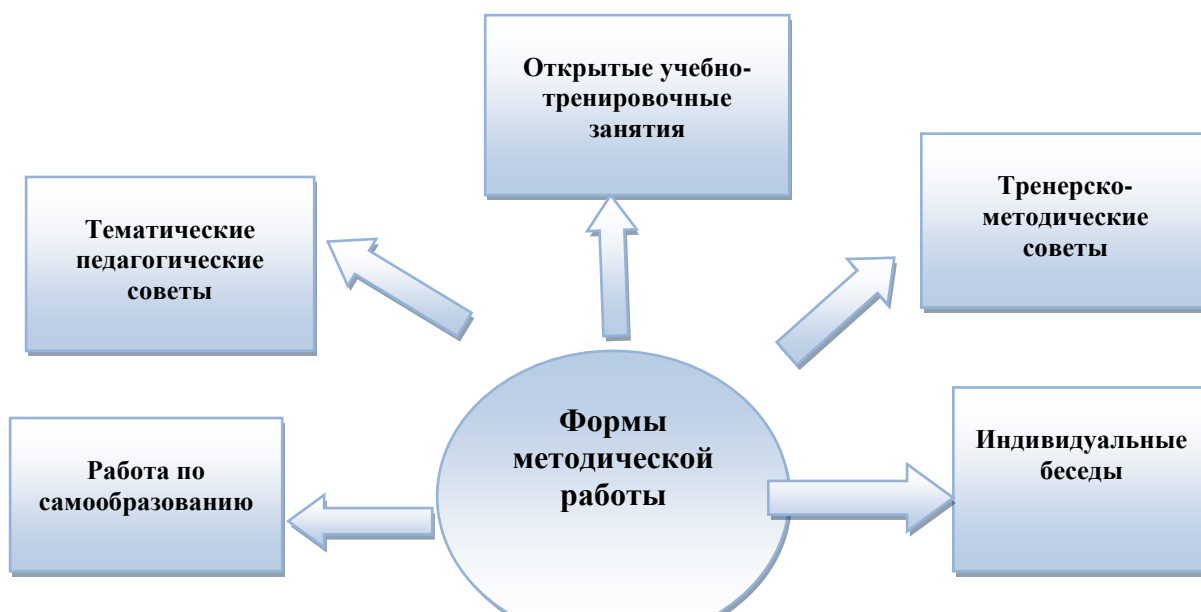 Открытые учебно-
тренировочные
занятия
Тренерско-
методические
советы
Тематические
педагогические
советы
Формы
методической
работы
Индивидуальные
беседы
Работа по
самообразованию